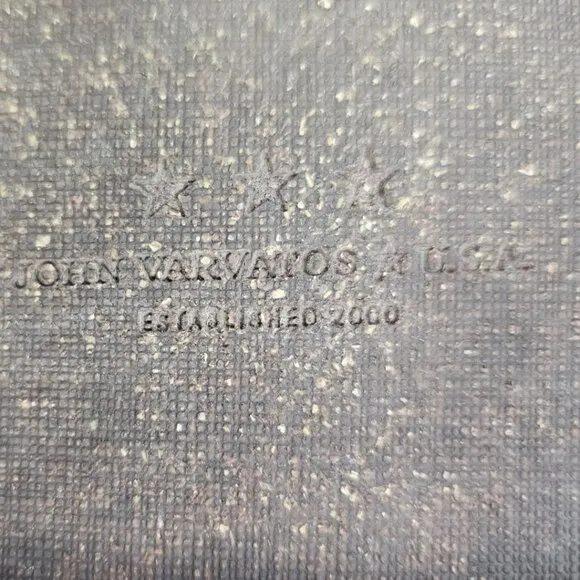 JOHN VARVATOS ★ U.S.A.
ESTABLISHED 2000